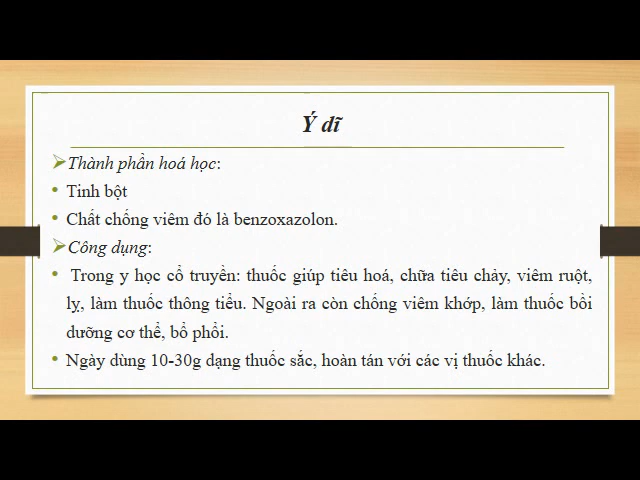 Ý dĩ
Thành phần hoá học:
Tinh bột
Chất chống viêm đó là benzoxazolon.
Công dụng:
Trong y học cổ truyền: thuốc giúp tiêu hoá, chữa tiêu chảy, viêm ruột,
lỵ, làm thuốc thông tiểu. Ngoài ra còn chống viêm khớp, làm thuốc bồi
dưỡng cơ thể, bổ phổi.
Ngày dùng 10-30g dạng thuốc sắc, hoàn tán với các vị thuốc khác.